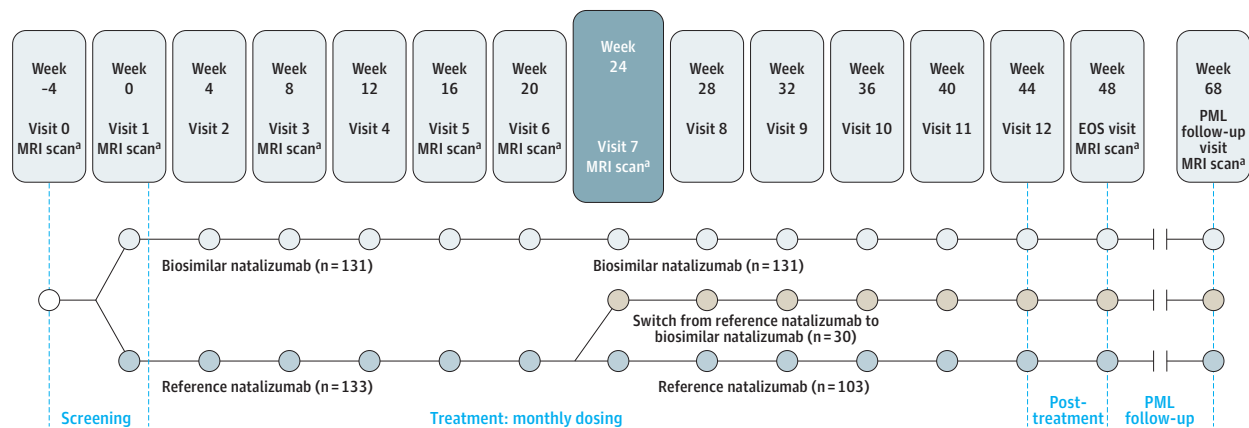 Week
-4
Visit 0
MRI scanᵃ
Week
0
Visit 1
MRI scanᵃ
Week
4
Visit 2
Week
8
Visit 3
MRI scanᵃ
Week
12
Visit 4
Week
16
Visit 5
MRI scanᵃ
Week
20
Visit 6
MRI scanᵃ
Week
24
Visit 7
MRI scanᵃ
Week
28
Visit 8
Week
32
Visit 9
Week
36
Visit 10
Week
40
Visit 11
Week
44
Visit 12
Week
48
EOS visit
MRI scanᵃ
Week
68
PML
follow-up
visit
MRI scanᵃ
Biosimilar natalizumab (n = 131)
Biosimilar natalizumab (n = 131)
Switch from reference natalizumab to
biosimilar natalizumab (n = 30)
Reference natalizumab (n = 133)
Reference natalizumab (n = 103)
Screening
Treatment: monthly dosing
Post-
treatment
PML
follow-up